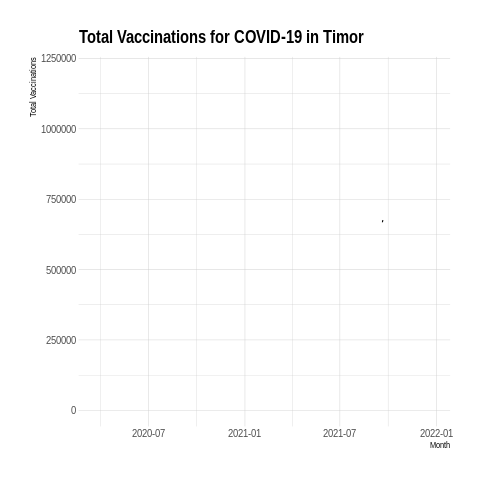 Total Vaccinations for COVID-19 in Timor
Total Vaccinations
1250000
1000000
750000
500000
250000
0
2020-07 2021-01 2021-07 2022-01
Month